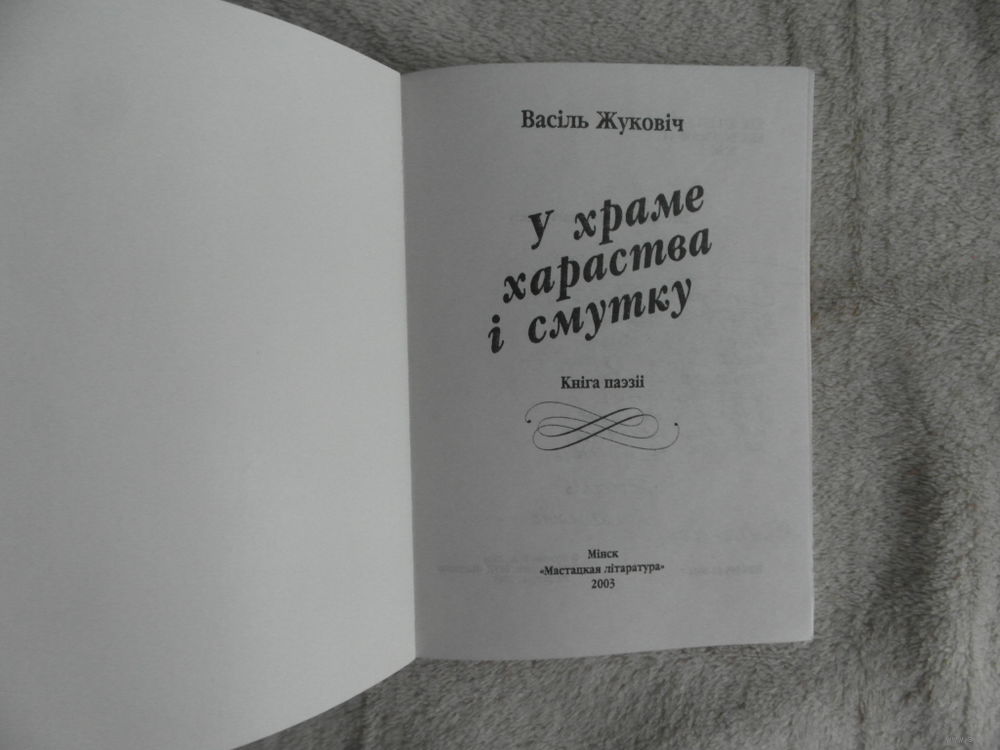 Васіль Жуковіч
У храме
хараства
і смутку
Кніга паэзіі
Мінск
«Мастацкая літаратура»
2003